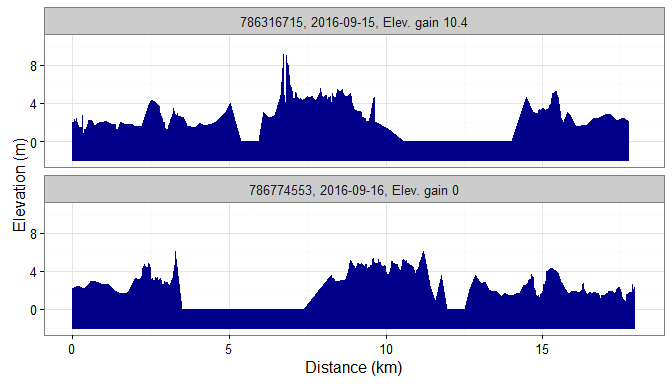 786316715, 2016-09-15, Elev. gain 10.4
8
4
0
Elevation (m)
786774553, 2016-09-16, Elev. gain 0
8
4
0
0 5 10 15
Distance (km)